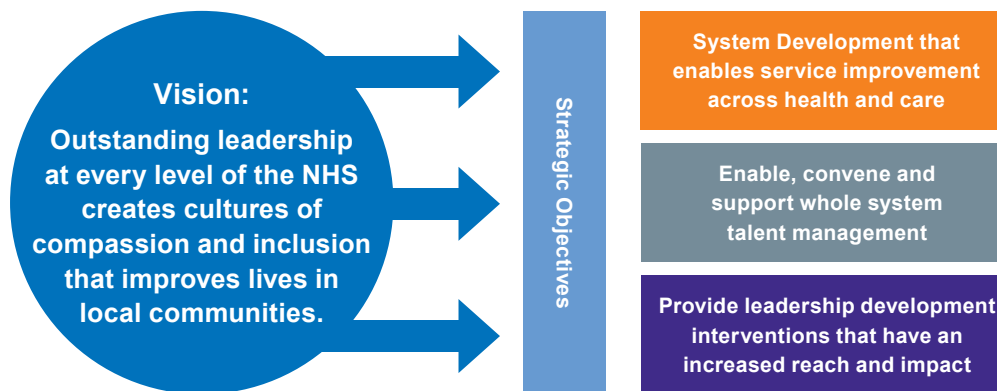 Vision:
Outstanding leadership
at every level of the NHS
creates cultures of
compassion and inclusion
that improves lives in
local communities.
Strategic Objectives
System Development that
enables service improvement
across health and care
Enable, convene and
support whole system
talent management
Provide leadership development
interventions that have an
increased reach and impact